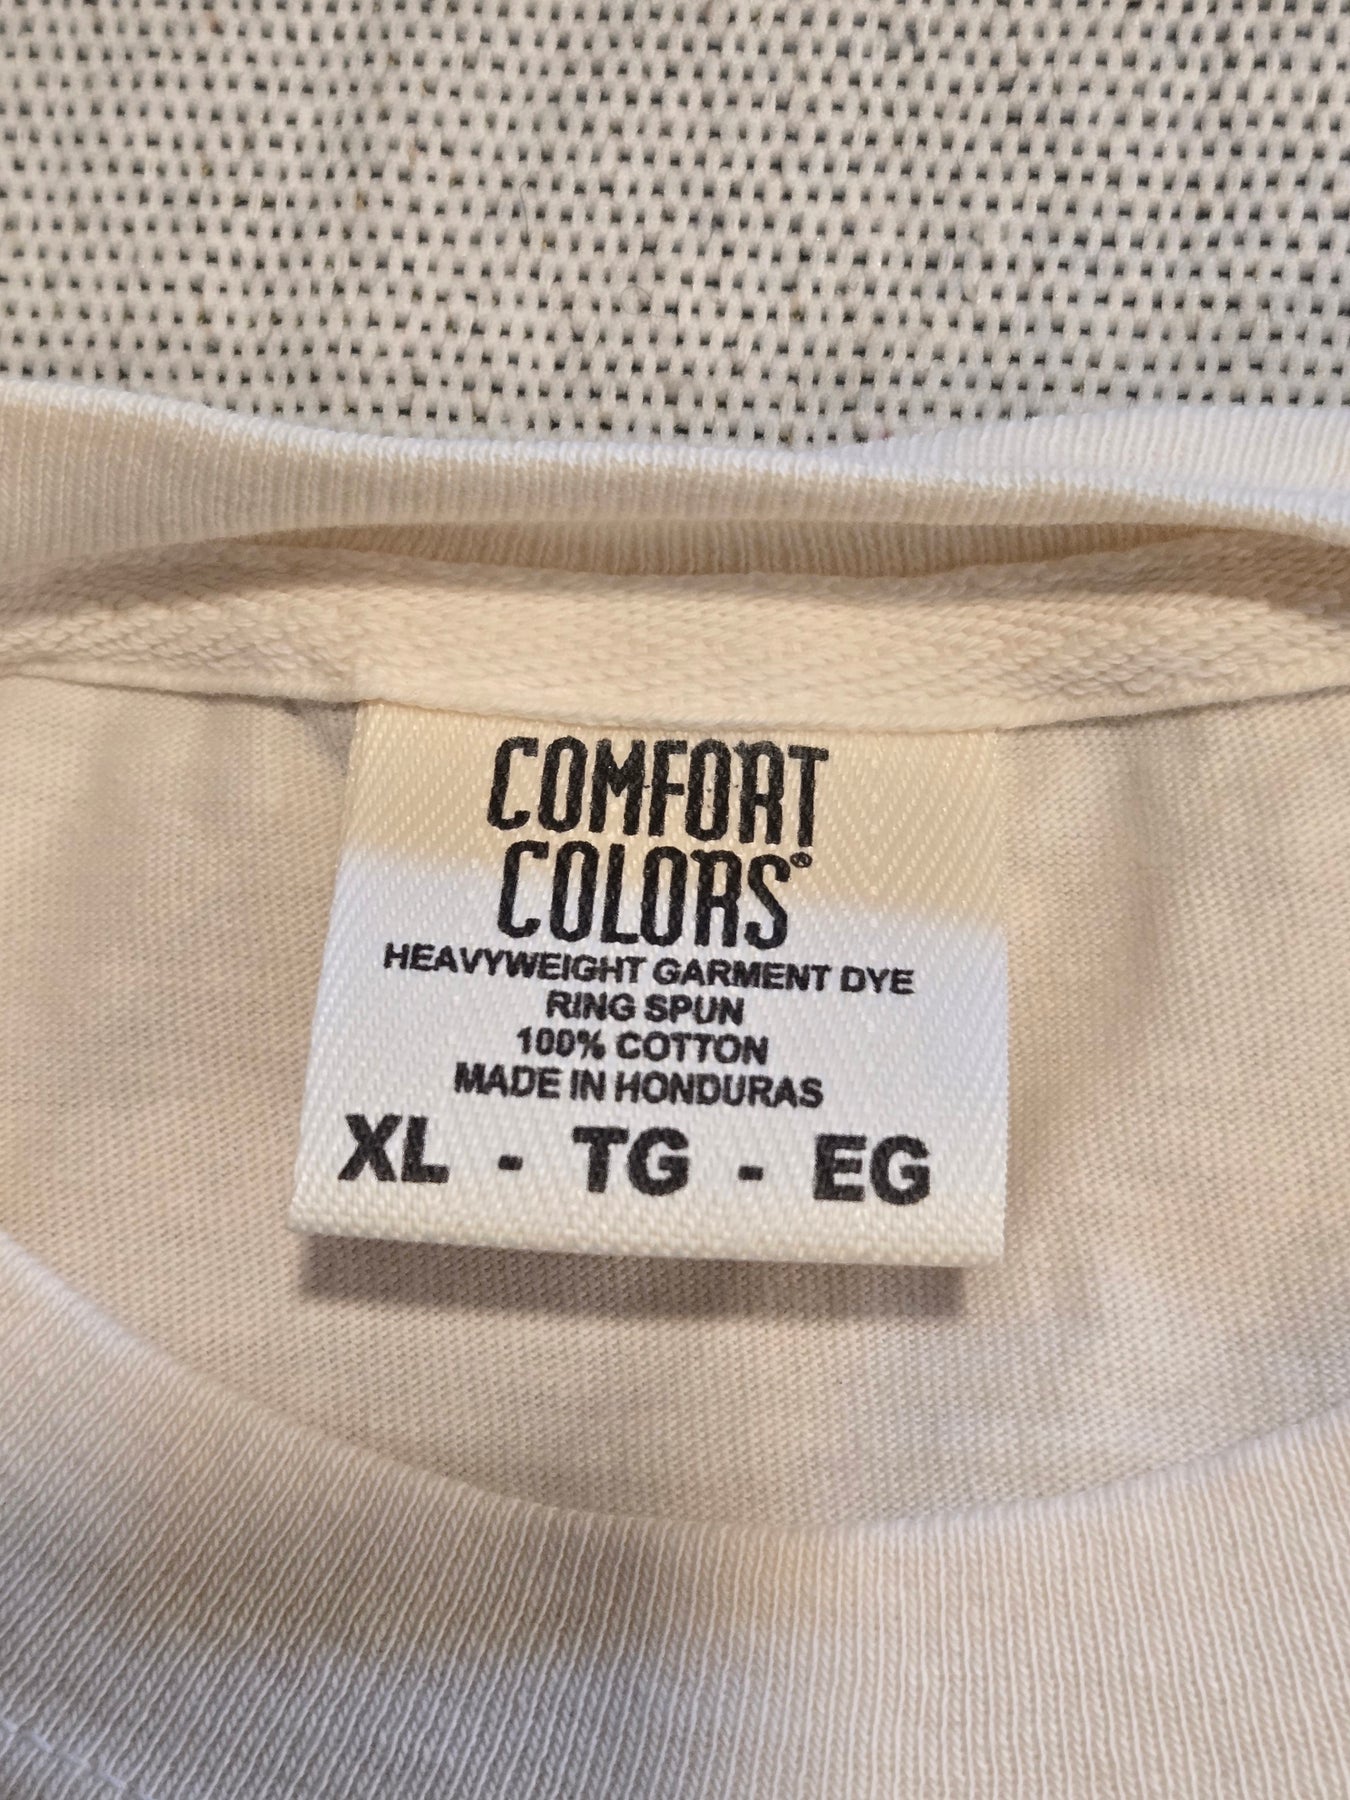 COMFORT
COLORS®
HEAVYWEIGHT GARMENT DYE
RING SPUN
100% COTTON
MADE IN HONDURAS
XL - TG - EG